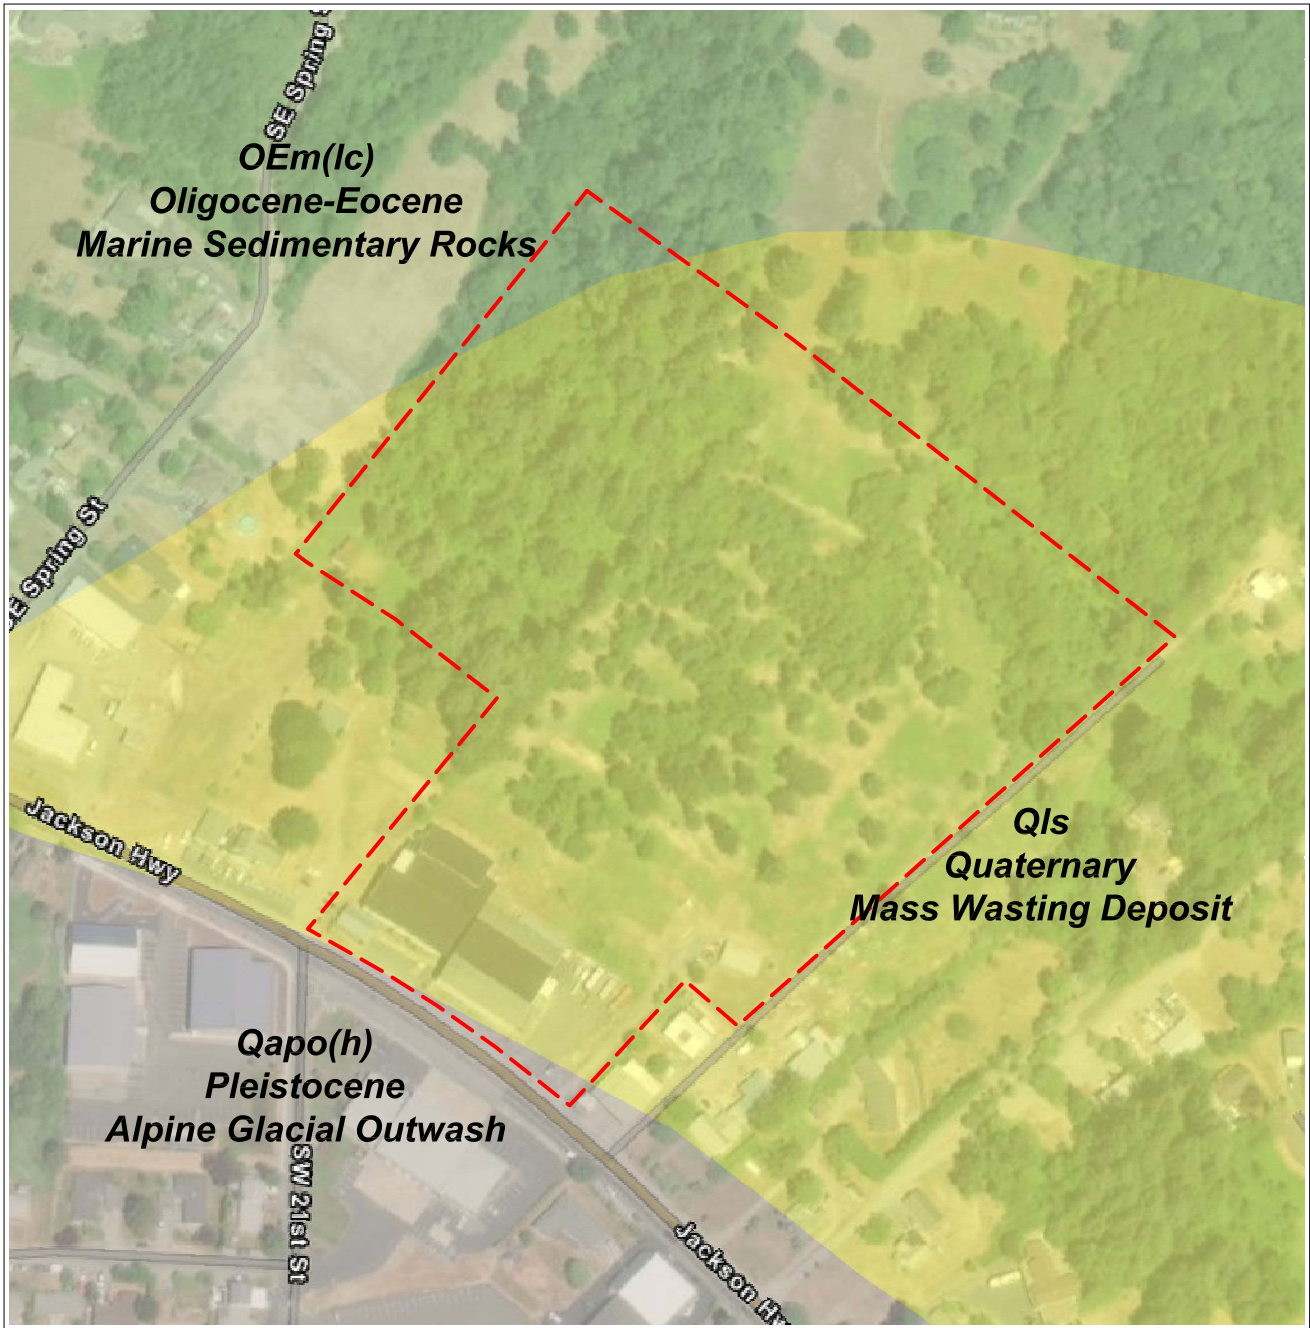 SE Spring S
OEm(lc)
Oligocene-Eocene
Marine Sedimentary Rocks
SE Spring St
Jackson Hwy
Qls
Quaternary
Mass Wasting Deposit
Qapo(h)
Pleistocene
Alpine Glacial Outwash
SW 21st St
Jackson Hw